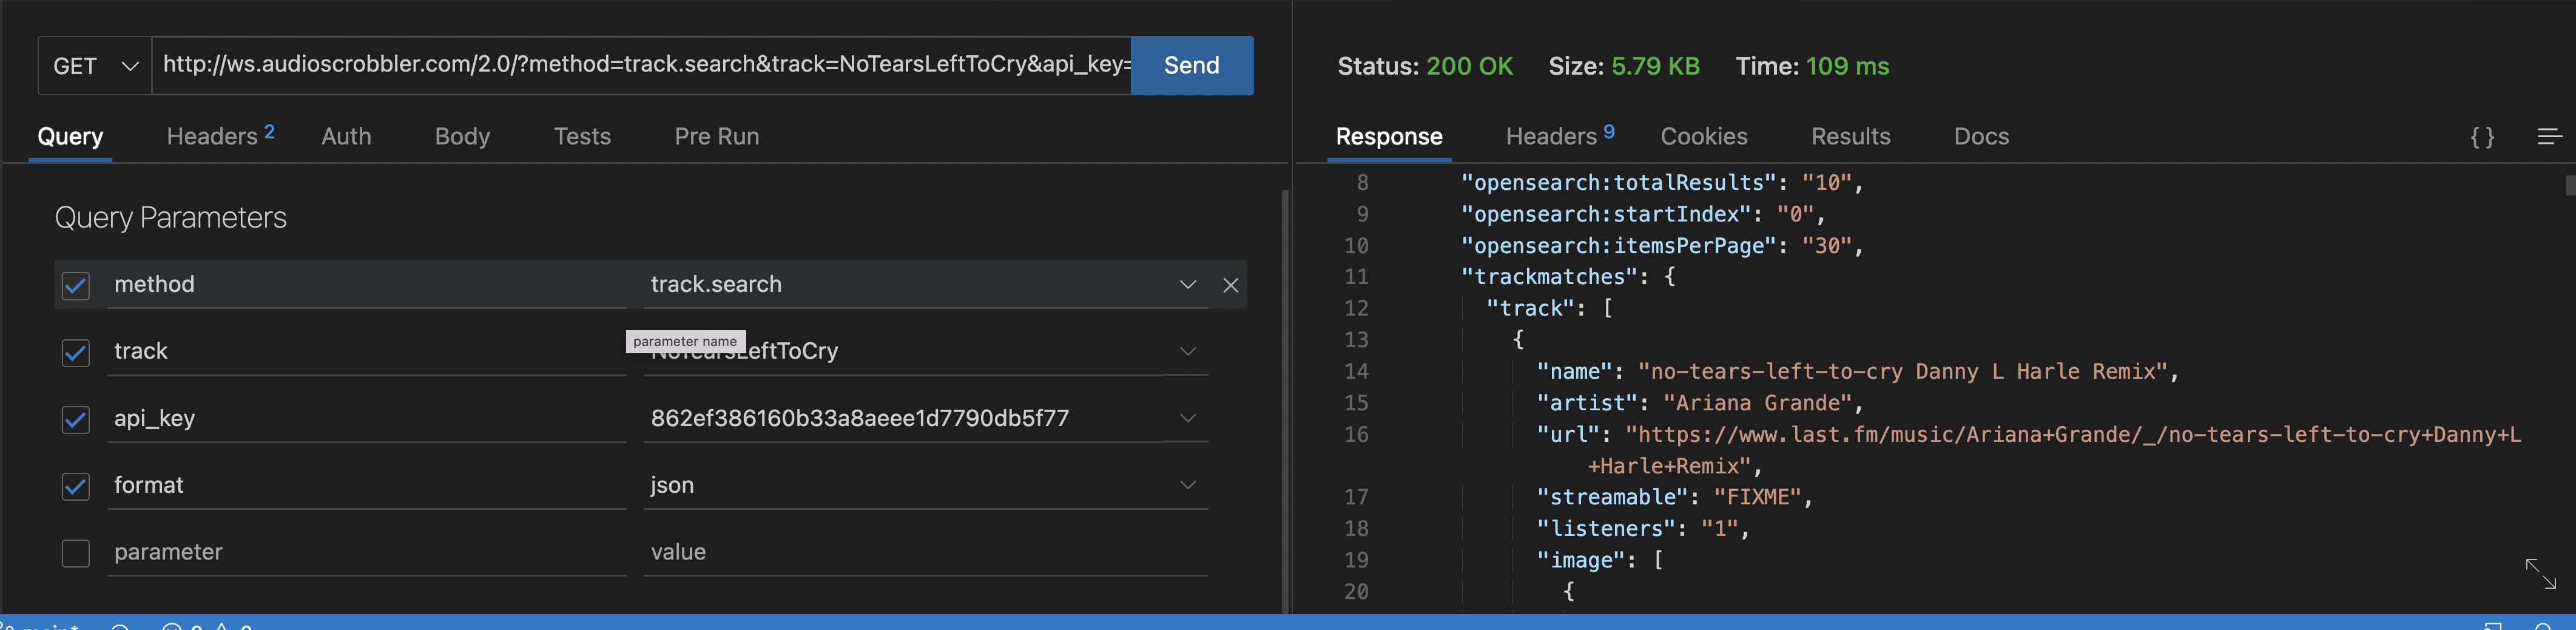 GET http://ws.audioscrobbler.com/2.0/?method=track.search&track=NoTearsLeftToCry&api_key= Send
Query Headers 2 Auth Body Tests Pre Run
Query Parameters
method track.search
parameter name
track NoTearsLeftToCry
api_key 862ef386160b33a8aeee1d7790db5f77
format json
parameter value
Status: 200 OK Size: 5.79 KB Time: 109 ms
Response Headers 9 Cookies Results Docs { }
8 "opensearch:totalResults": "10",
9 "opensearch:startIndex": "0",
10 "opensearch:itemsPerPage": "30",
11 "trackmatches": {
12 "track": [
13 {
14 "name": "no-tears-left-to-cry Danny L Harle Remix",
15 "artist": "Ariana Grande",
16 "url": "https://www.last.fm/music/Ariana+Grande/_/no-tears-left-to-cry+Danny+L
+Harle+Remix",
17 "streamable": "FIXME",
18 "listeners": "1",
19 "image": [
20 {